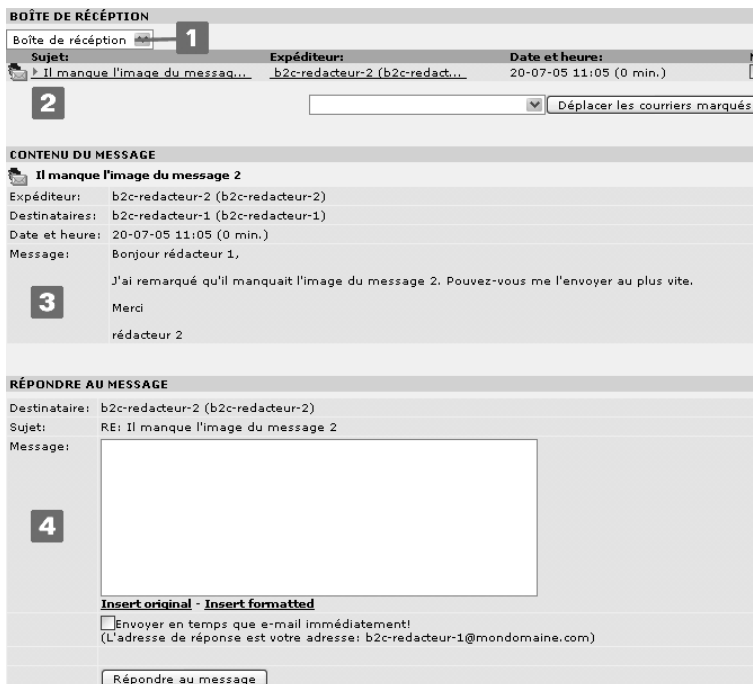 BOÎTE DE RÉCÉPTION
Boîte de récéption
1
Sujet: Expéditeur: Date et heure:
Il manque l'image du messag... b2c-redacteur-2 (b2c-redact... 20-07-05 11:05 (0 min.)
2
Déplacer les courriers marqués
CONTENU DU MESSAGE
Il manque l'image du message 2
Expéditeur: b2c-redacteur-2 (b2c-redacteur-2)
Destinataires: b2c-redacteur-1 (b2c-redacteur-1)
Date et heure: 20-07-05 11:05 (0 min.)
Message: Bonjour rédacteur 1,
J'ai remarqué qu'il manquait l'image du message 2. Pouvez-vous me l'envoyer au plus vite.
3
Merci
rédacteur 2
RÉPONDRE AU MESSAGE
Destinataire: b2c-redacteur-2 (b2c-redacteur-2)
Sujet: RE: Il manque l'image du message 2
Message:
4
Insert original - Insert formatted
Envoyer en temps que e-mail immédiatement!
(L'adresse de réponse est votre adresse: b2c-redacteur-1@mondomaine.com)
Répondre au message